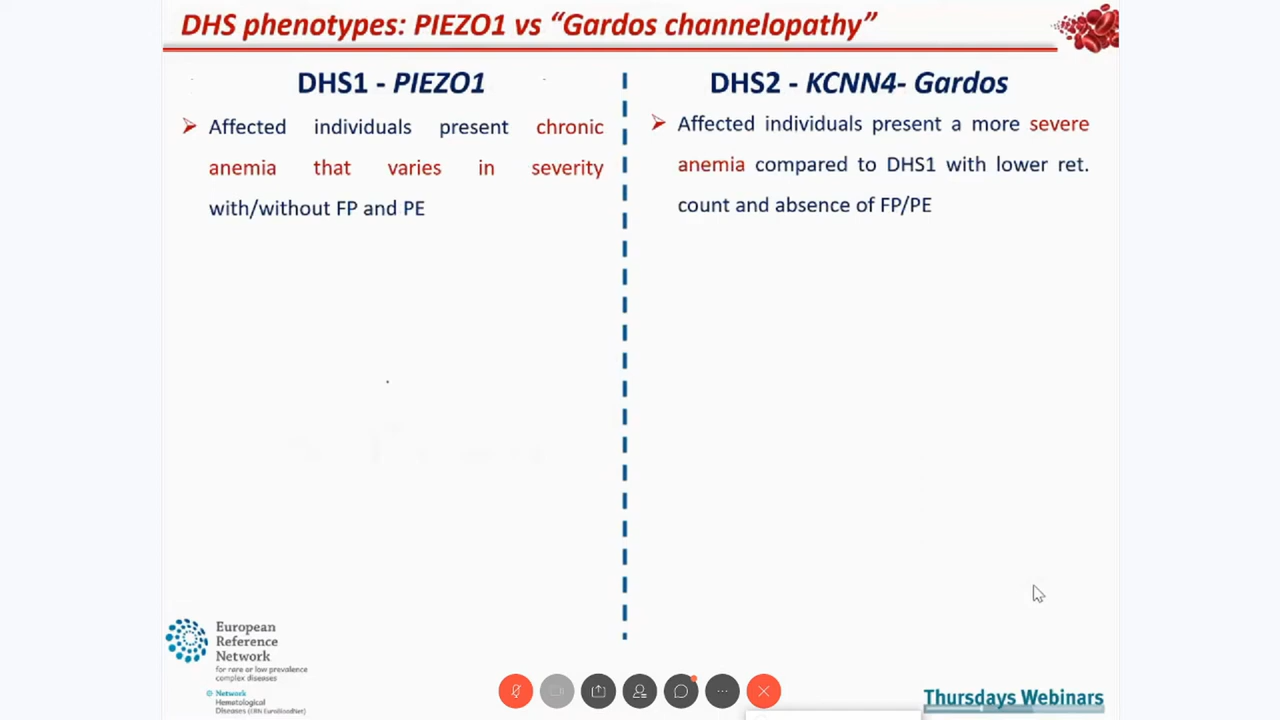 DHS phenotypes: PIEZO1 vs “Gardos channelopathy”
DHS1 - PIEZO1
➢ Affected individuals present chronic
anemia that varies in severity
with/without FP and PE
DHS2 - KCNN4- Gardos
➢ Affected individuals present a more severe
anemia compared to DHS1 with lower ret.
count and absence of FP/PE
European
Reference
Network
for rare or low prevalence
complex diseases
Network
Hematological
Diseases (ERN EuroBloodNet)
Thursdays Webinars